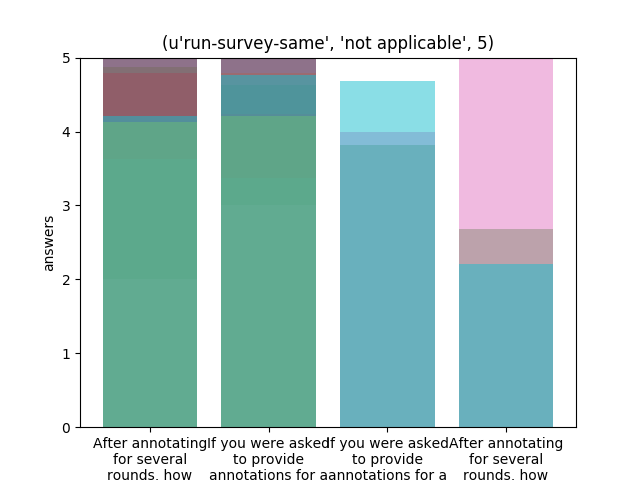 (u'run-survey-same', 'not applicable', 5)
5
4
3
2
1
0
answers
After annotating
for several
rounds, how
If you were asked
to provide
annotations for a
If you were asked
to provide
annotations for a
After annotating
for several
rounds, how